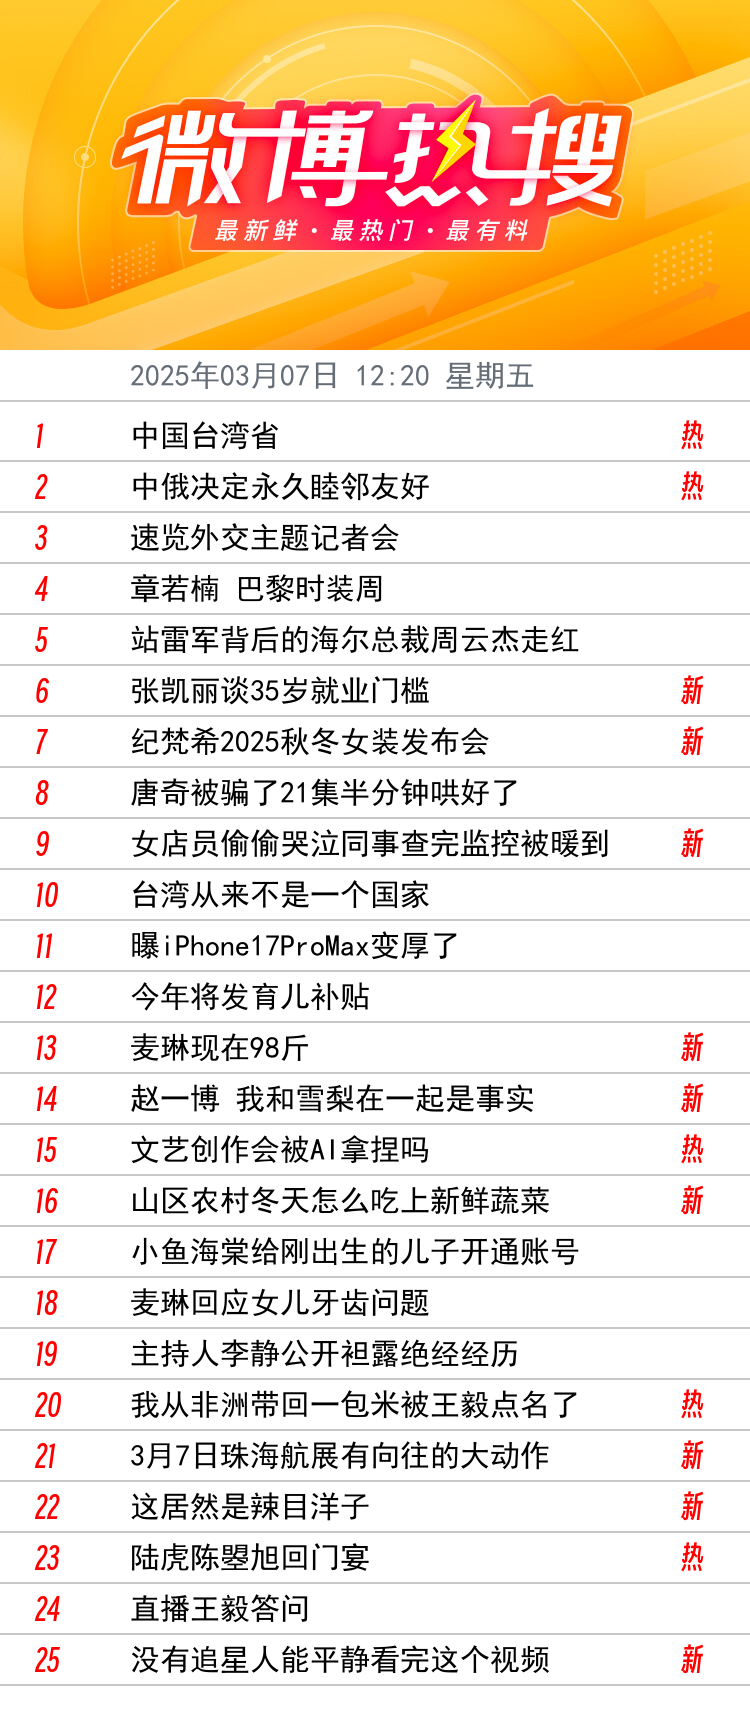 微博热搜
最新鲜·最热门·最有料
2025年03月07日 12:20 星期五
1 中国台湾省 热
2 中俄决定永久睦邻友好 热
3 速览外交主题记者会
4 章若楠 巴黎时装周
5 站雷军背后的海尔总裁周云杰走红
6 张凯丽谈35岁就业门槛 新
7 纪梵希2025秋冬女装发布会 新
8 唐奇被骗了21集半分钟哄好了
9 女店员偷偷哭泣同事查完监控被暖到 新
10 台湾从来不是一个国家
11 曝iPhone17ProMax变厚了
12 今年将发育儿补贴
13 麦琳现在98斤 新
14 赵一博 我和雪梨在一起是事实 新
15 文艺创作会被AI拿捏吗 热
16 山区农村冬天怎么吃上新鲜蔬菜 新
17 小鱼海棠给刚出生的儿子开通账号
18 麦琳回应女儿牙齿问题
19 主持人李静公开袒露绝经经历
20 我从非洲带回一包米被王毅点名了 热
21 3月7日珠海航展有向往的大动作 新
22 这居然是辣目洋子 新
23 陆虎陈曌旭回门宴 热
24 直播王毅答问
25 没有追星人能平静看完这个视频 新